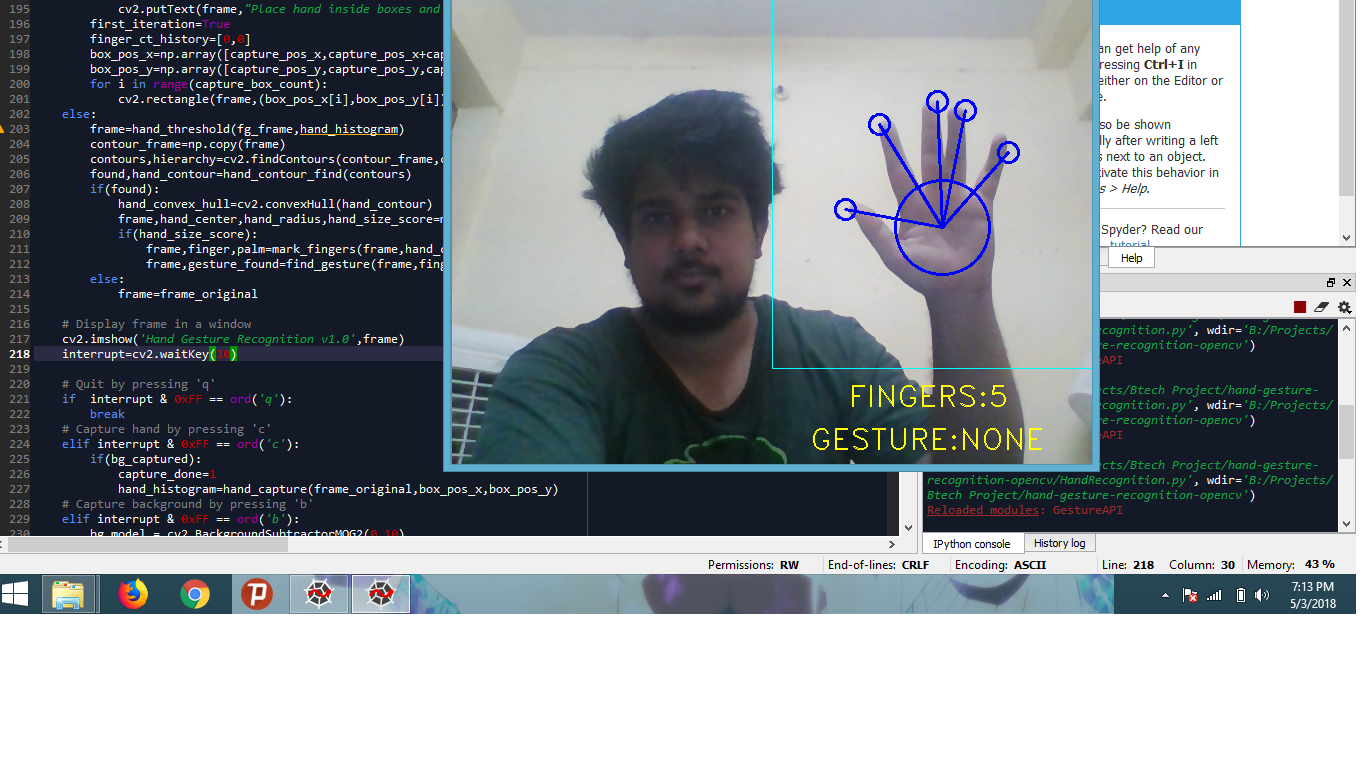 195 cv2.putText(frame,"Place hand inside boxes and
196 first_iteration=True
197 finger_ct_history=[0,0]
198 box_pos_x=np.array([capture_pos_x,capture_pos_x+cap
199 box_pos_y=np.array([capture_pos_y,capture_pos_y,cap
200 for i in range(capture_box_count):
201 cv2.rectangle(frame,(box_pos_x[i],box_pos_y[i])
202 else:
203 frame=hand_threshold(fg_frame,hand_histogram)
204 contour_frame=np.copy(frame)
205 contours,hierarchy=cv2.findContours(contour_frame,c
206 found,hand_contour=hand_contour_find(contours)
207 if(found):
208 hand_convex_hull=cv2.convexHull(hand_contour)
209 frame,hand_center,hand_radius,hand_size_score=m
210 if(hand_size_score):
211 frame,finger,palm=mark_fingers(frame,hand_c
212 frame,gesture_found=find_gesture(frame,fing
213 else:
214 frame=frame_original
215
216 # Display frame in a window
217 cv2.imshow('Hand Gesture Recognition v1.0',frame)
218 interrupt=cv2.waitKey(10)
219
220 # Quit by pressing 'q'
221 if interrupt & 0xFF == ord('q'):
222 break
223 # Capture hand by pressing 'c'
224 elif interrupt & 0xFF == ord('c'):
225 if(bg_captured):
226 capture_done=1
227 hand_histogram=hand_capture(frame_original,box_pos_x,box_pos_y)
228 # Capture background by pressing 'b'
229 elif interrupt & 0xFF == ord('b'):
230 bg_model = cv2.BackgroundSubtractorMOG2(0,10)
FINGERS:5
GESTURE:NONE
an get help of any
ressing Ctrl+I in
either on the Editor or
e.
so be shown
lly after writing a left
s next to an object.
tivate this behavior in
s > Help.
Spyder? Read our
tutorial
Help
ecognition.py', wdir='B:/Projects/
e-recognition-opencv')
eAPI
ects/Btech Project/hand-gesture-
ecognition.py', wdir='B:/Projects/
e-recognition-opencv')
eAPI
ects/Btech Project/hand-gesture-
recognition-opencv/HandRecognition.py', wdir='B:/Projects/
Btech Project/hand-gesture-recognition-opencv')
Reloaded modules: GestureAPI
IPython console History log
Permissions: RW End-of-lines: CRLF Encoding: ASCII Line: 218 Column: 30 Memory: 43 %
7:13 PM
5/3/2018